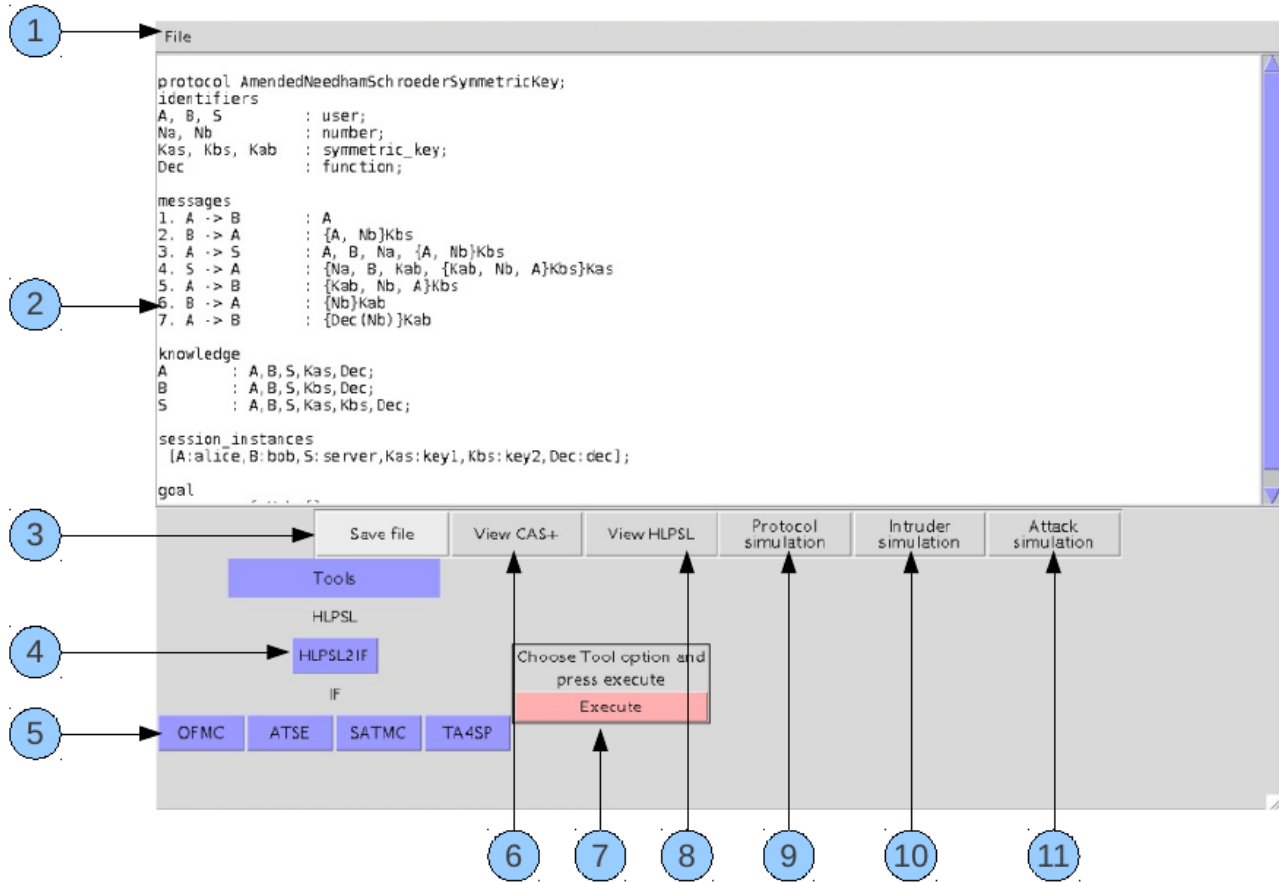 1
File
protocol AmendedNeedhamSchroederSymmetricKey;
identifiers
A, B, S : user;
Na, Nb : number;
Kas, Kbs, Kab : symmetric_key;
Dec : function;
messages
1. A -> B : A
2. B -> A : {A, Nb}Kbs
3. A -> S : A, B, Na, {A, Nb}Kbs
4. S -> A : {Na, B, Kab, {Kab, Nb, A}Kbs}Kas
5. A -> B : {Kab, Nb, A}Kbs
6. B -> A : {Nb}Kab
7. A -> B : {Dec(Nb)}Kab
2
knowledge
A : A,B,S,Kas,Dec;
B : A,B,S,Kbs,Dec;
S : A,B,S,Kas,Kbs,Dec;
session_instances
[A:alice,B:bob,S:server,Kas:key1,Kbs:key2,Dec:dec];
goal
3
Save file View CAS+ View HLPSL Protocol simulation Intruder simulation Attack simulation
Tools
HLPSL
4
HLPSL2IF
Choose Tool option and
press execute
IF
Execute
5
OFMC ATSE SATMC TA4SP
6 7 8 9 10 11